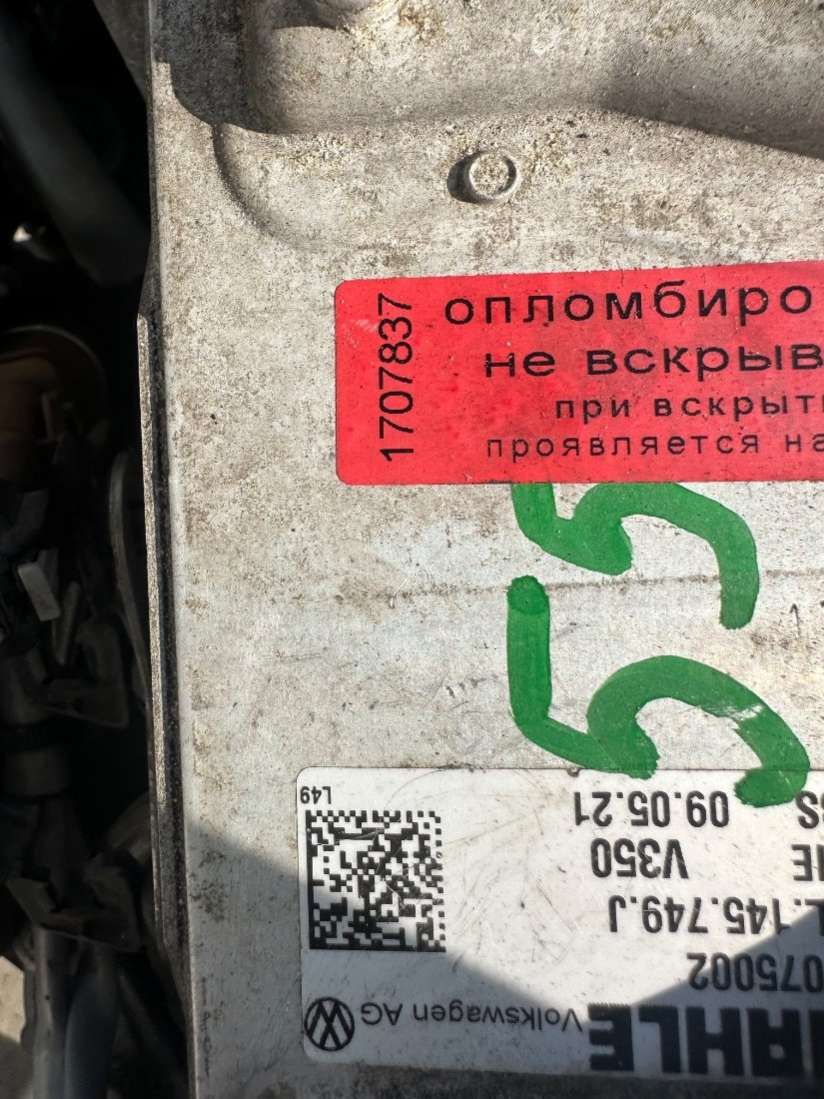 1707837
опломбиро
не вскрыв
при вскрыт
проявляется на
55
L49
S 09.05.21
V350
.145.749.J
075002
Volkswagen AG
MAHLE